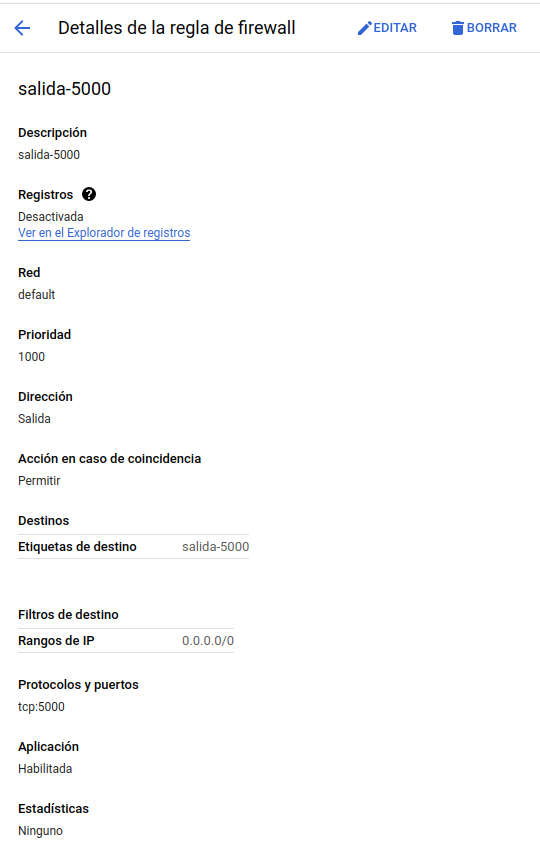 Detalles de la regla de firewall EDITAR BORRAR
salida-5000
Descripción
salida-5000
Registros ?
Desactivada
Ver en el Explorador de registros
Red
default
Prioridad
1000
Dirección
Salida
Acción en caso de coincidencia
Permitir
Destinos
Etiquetas de destino salida-5000
Filtros de destino
Rangos de IP 0.0.0.0/0
Protocolos y puertos
tcp:5000
Aplicación
Habilitada
Estadísticas
Ninguno